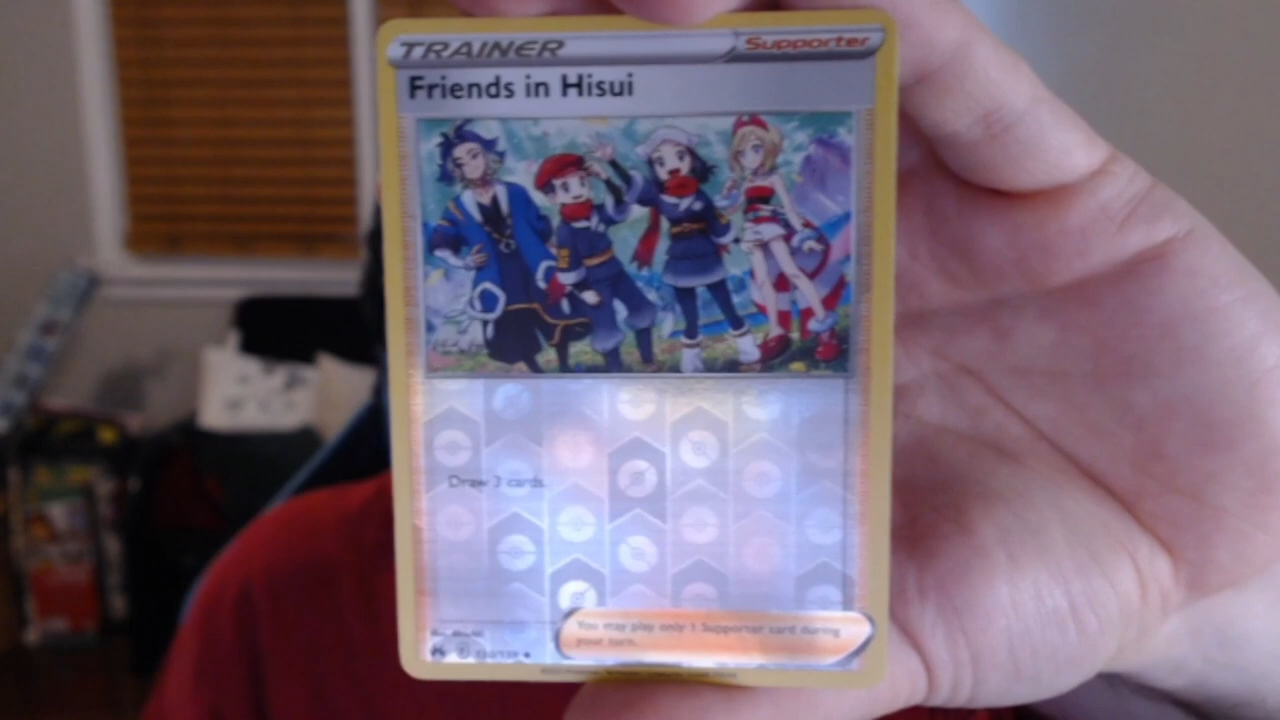 TRAINER Supporter
Friends in Hisui
Draw 3 cards.
You may play only 1 Supporter card during
your turn.